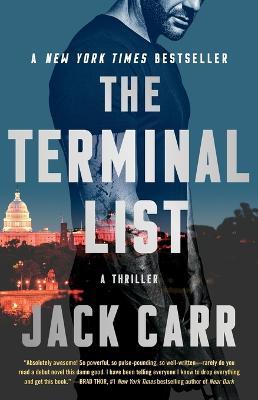 A NEW YORK TIMES BESTSELLER
THE
TERMINAL
LIST
A THRILLER
JACK CARR
"Absolutely awesome! So powerful, so pulse-pounding, so well-written—rarely do you
read a debut novel this damn good. I have been telling everyone I know to drop everything
and get this book." —BRAD THOR, #1 New York Times bestselling author of Near Dark